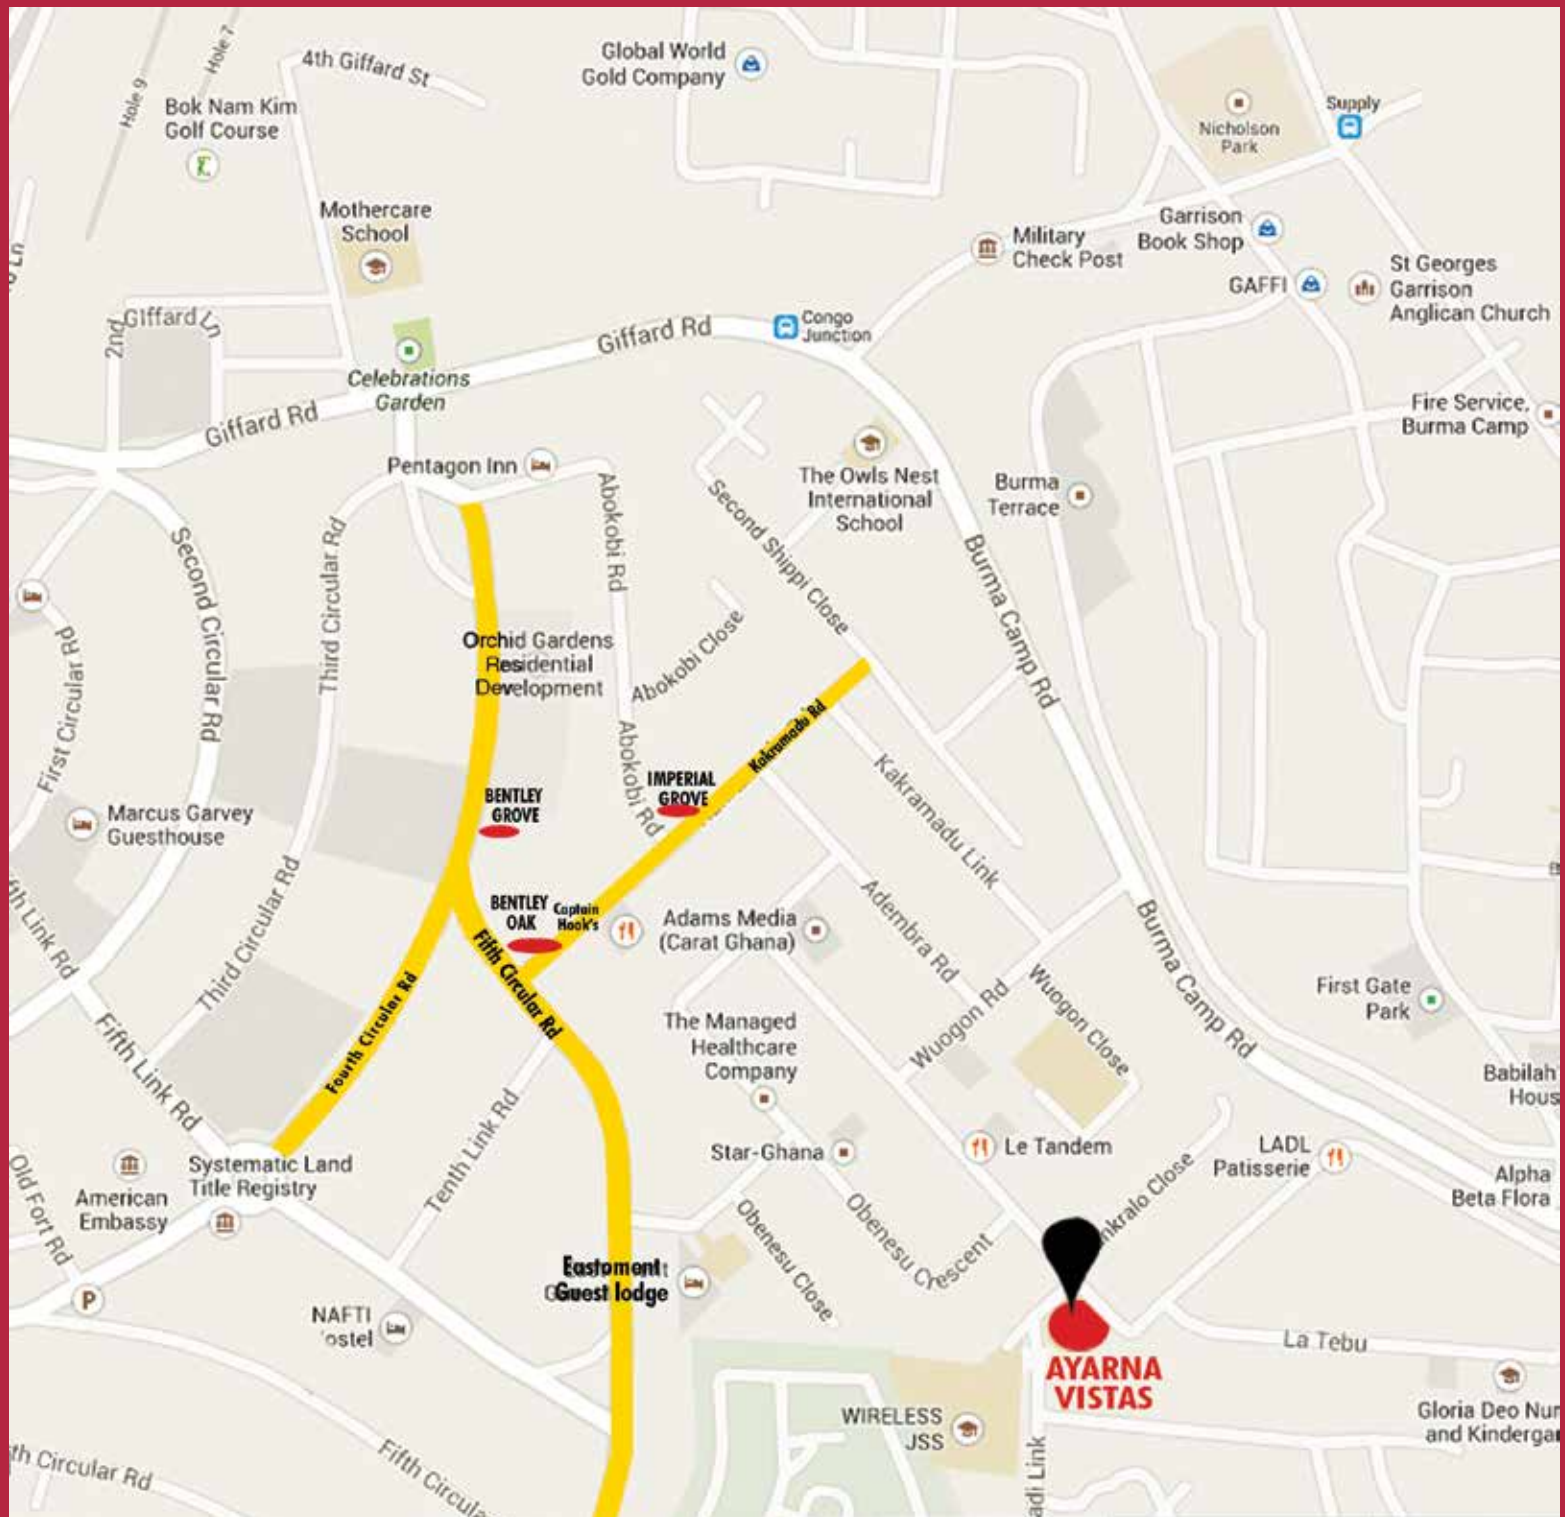 Hole 9
Hole 7
4th Giffard St
Global World
Gold Company
Bok Nam Kim
Golf Course
Nicholson
Park
Supply
Mothercare
School
Military
Check Post
Garrison
Book Shop
GAFFI
St Georges
Garrison
Anglican Church
Ln
2nd
Giffard Ln
Giffard Rd
Congo
Junction
Celebrations
Garden
Giffard Rd
Fire Service,
Burma Camp
Pentagon Inn
Abokobi Rd
Second Shippi Close
The Owls Nest
International
School
Burma
Terrace
Second Circular Rd
Third Circular Rd
Burma Camp Rd
First Circular Rd
Orchid Gardens
Residential
Development
Abokobi Close
Abokobi Rd
Kakramadu Rd
Kakramadu Link
IMPERIAL
GROVE
BENTLEY
GROVE
Marcus Garvey
Guesthouse
Third Circular Rd
fth Link Rd
BENTLEY
OAK
Captain
Hook's
Adams Media
(Carat Ghana)
Adembra Rd
Burma Camp Rd
Fifth Circular Rd
Fourth Circular Rd
Wuogon Rd
Wuogon Close
First Gate
Park
Fifth Link Rd
The Managed
Healthcare
Company
Babilah
Hous
Tenth Link Rd
Star-Ghana
Le Tandem
LADL
Patisserie
Old Fort Rd
American
Embassy
Systematic Land
Title Registry
Alpha
Beta Flora
Obenesu Close
Obenesu Crescent
nkralo Close
Eastoment
Guest lodge
P
NAFTI
ostel
La Tebu
AYARNA
VISTAS
WIRELESS
JSS
Gloria Deo Nur
and Kindergar
th Circular Rd
Fifth Circula
adi Link